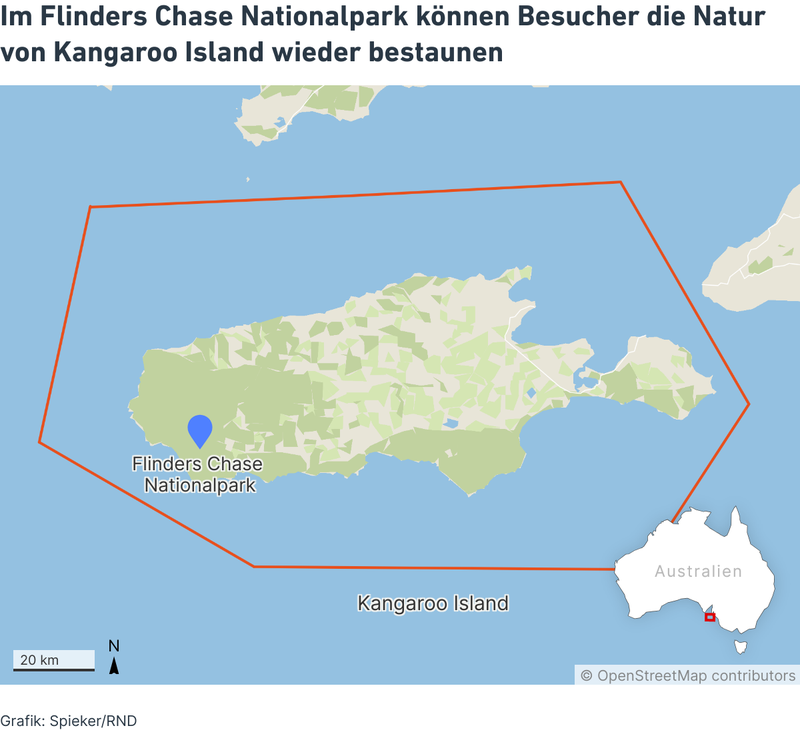 Im Flinders Chase Nationalpark können Besucher die Natur
von Kangaroo Island wieder bestaunen
Flinders Chase
Nationalpark
Australien
Kangaroo Island
N
20 km
© OpenStreetMap contributors
Grafik: Spieker/RND